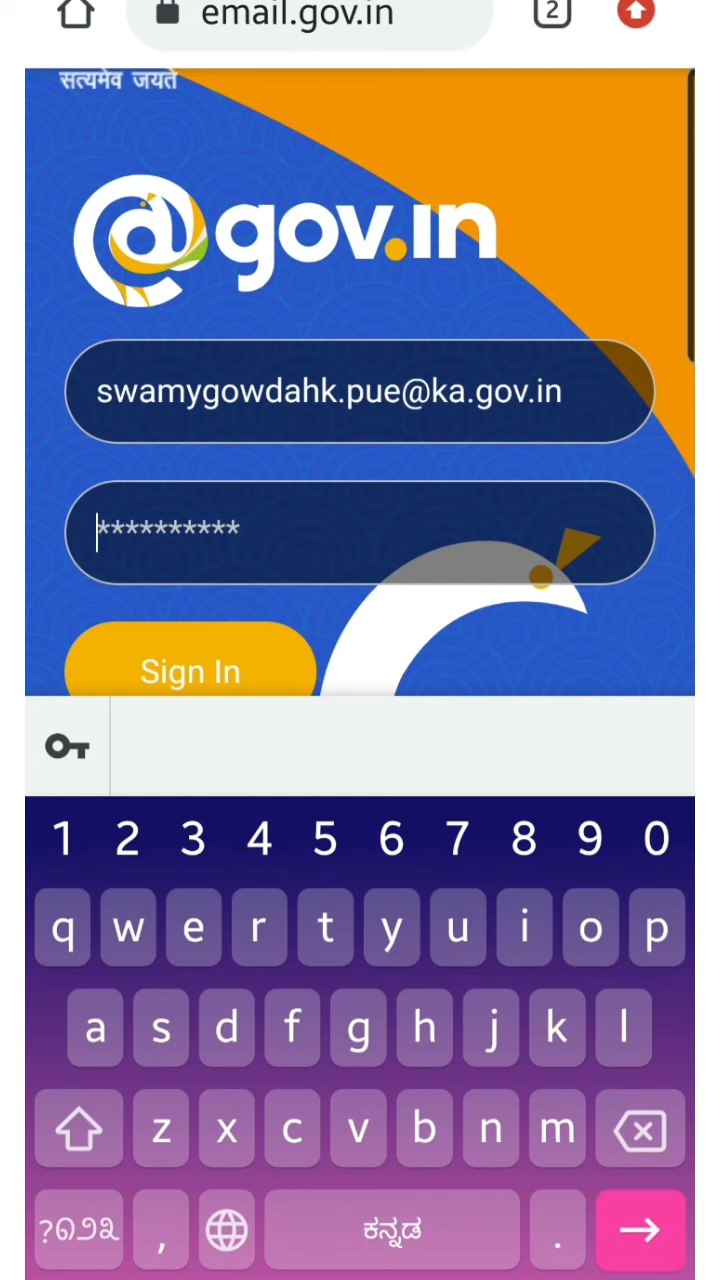 email.gov.in
2
सत्यमेव जयते
@gov.in
swamygowdahk.pue@ka.gov.in
**********
Sign In
1 2 3 4 5 6 7 8 9 0
q w e r t y u i o p
a s d f g h j k l
z x c v b n m
?೧೨೩ , ಕನ್ನಡ .